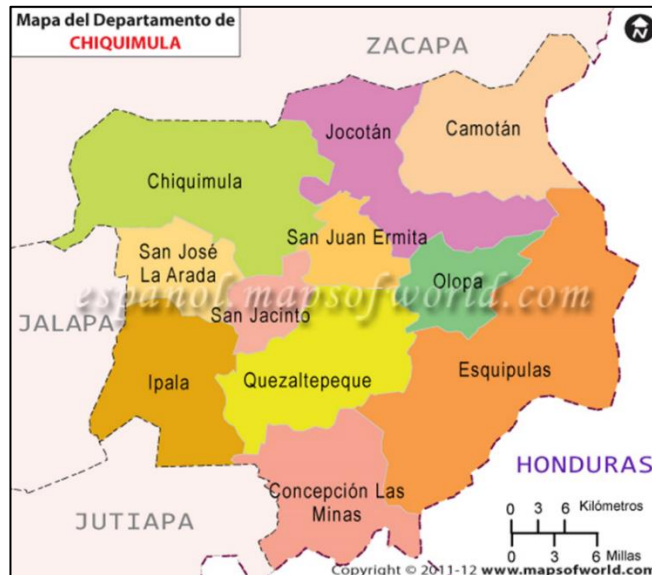 Mapa del Departamento de
CHIQUIMULA
N
ZACAPA
Jocotán
Camotán
Chiquimula
San Juan Ermita
San José
La Arada
Olopa
espanol.mapsofworld.com
JALAPA
San Jacinto
Ipala
Quezaltepeque
Esquipulas
HONDURAS
Concepción Las
Minas
JUTIAPA
0 3 6 Kilómetros
0 3 6 Millas
Copyright © 2011-12 www.mapsofworld.com